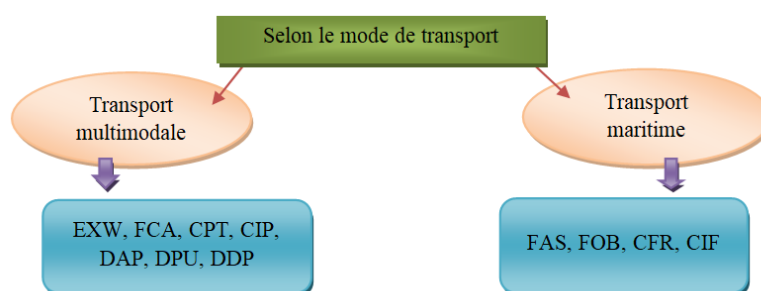 Selon le mode de transport
Transport
multimodale
Transport
maritime
EXW, FCA, CPT, CIP,
DAP, DPU, DDP
FAS, FOB, CFR, CIF